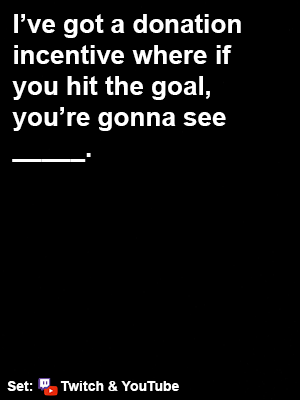 I’ve got a donation
incentive where if
you hit the goal,
you’re gonna see
_____.
Set: Twitch & YouTube